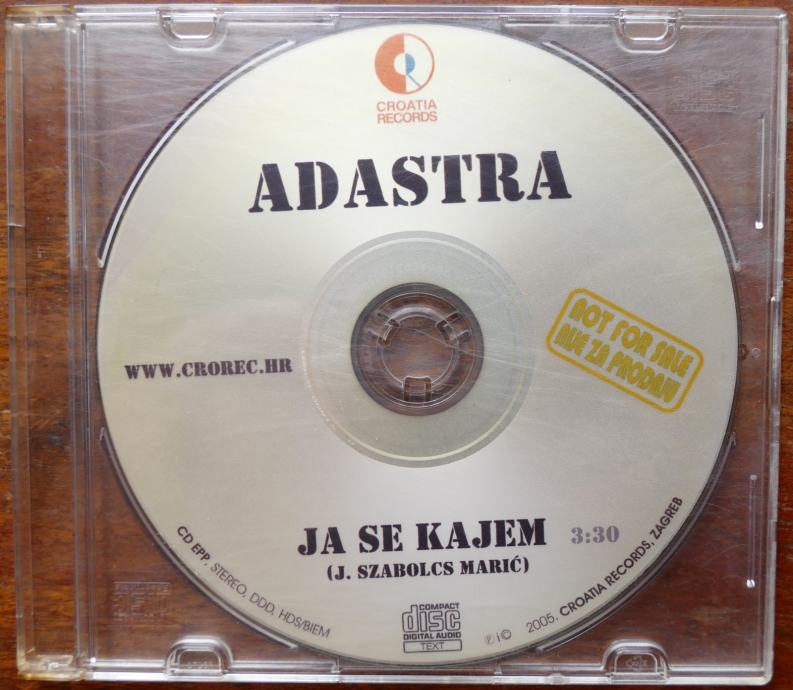 CROATIA
RECORDS
ADASTRA
NOT FOR SALE
NIJE ZA PRODAJU
WWW.CROREC.HR
JA SE KAJEM 3:30
(J. SZABOLCS MARIĆ)
CD EPP, STEREO, DDD, HDS/BIEM
COMPACT
disc
DIGITAL AUDIO
TEXT
℗ i © 2005. CROATIA RECORDS, ZAGREB